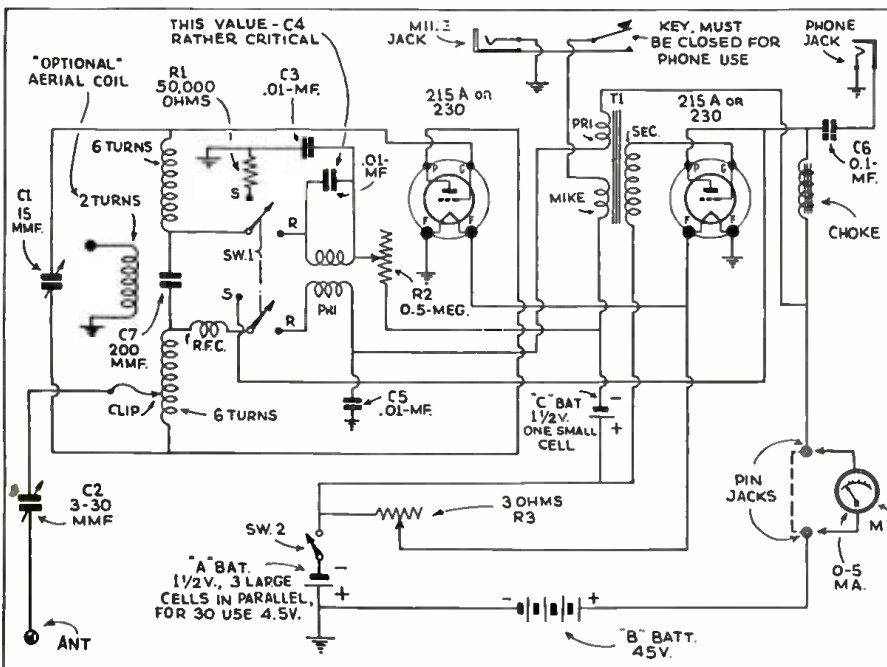 THIS VALUE - C4
RATHER CRITICAL
"OPTIONAL"
AERIAL COIL
R1
50,000
OHMS
C3
.01-MF.
MIKE
JACK
KEY. MUST
BE CLOSED FOR
PHONE USE
PHONE
JACK
215 A OR
230
T1
215 A OR
230
PRI
SEC.
6 TURNS
.01-
MF
C6
0.1-
MF.
C1
15
MMF.
2 TURNS
S
P
G
F
F
MIKE
P
G
F
F
CHOKE
SW.1
R
R2
0.5-MEG.
S
R
PRI
C7
200
MMF.
R.F.C.
C5
.01-MF.
CLIP
6 TURNS
"C" BAT
1½V.
ONE SMALL
CELL
-
+
PIN
JACKS
C2
3-30
MMF
3 OHMS
R3
M
SW. 2
"A" BAT.
1½V., 3 LARGE
CELLS IN PARALLEL,
FOR 30 USE 4.5V.
-
+
0-5
MA.
-
+
ANT
"B" BATT.
45V.